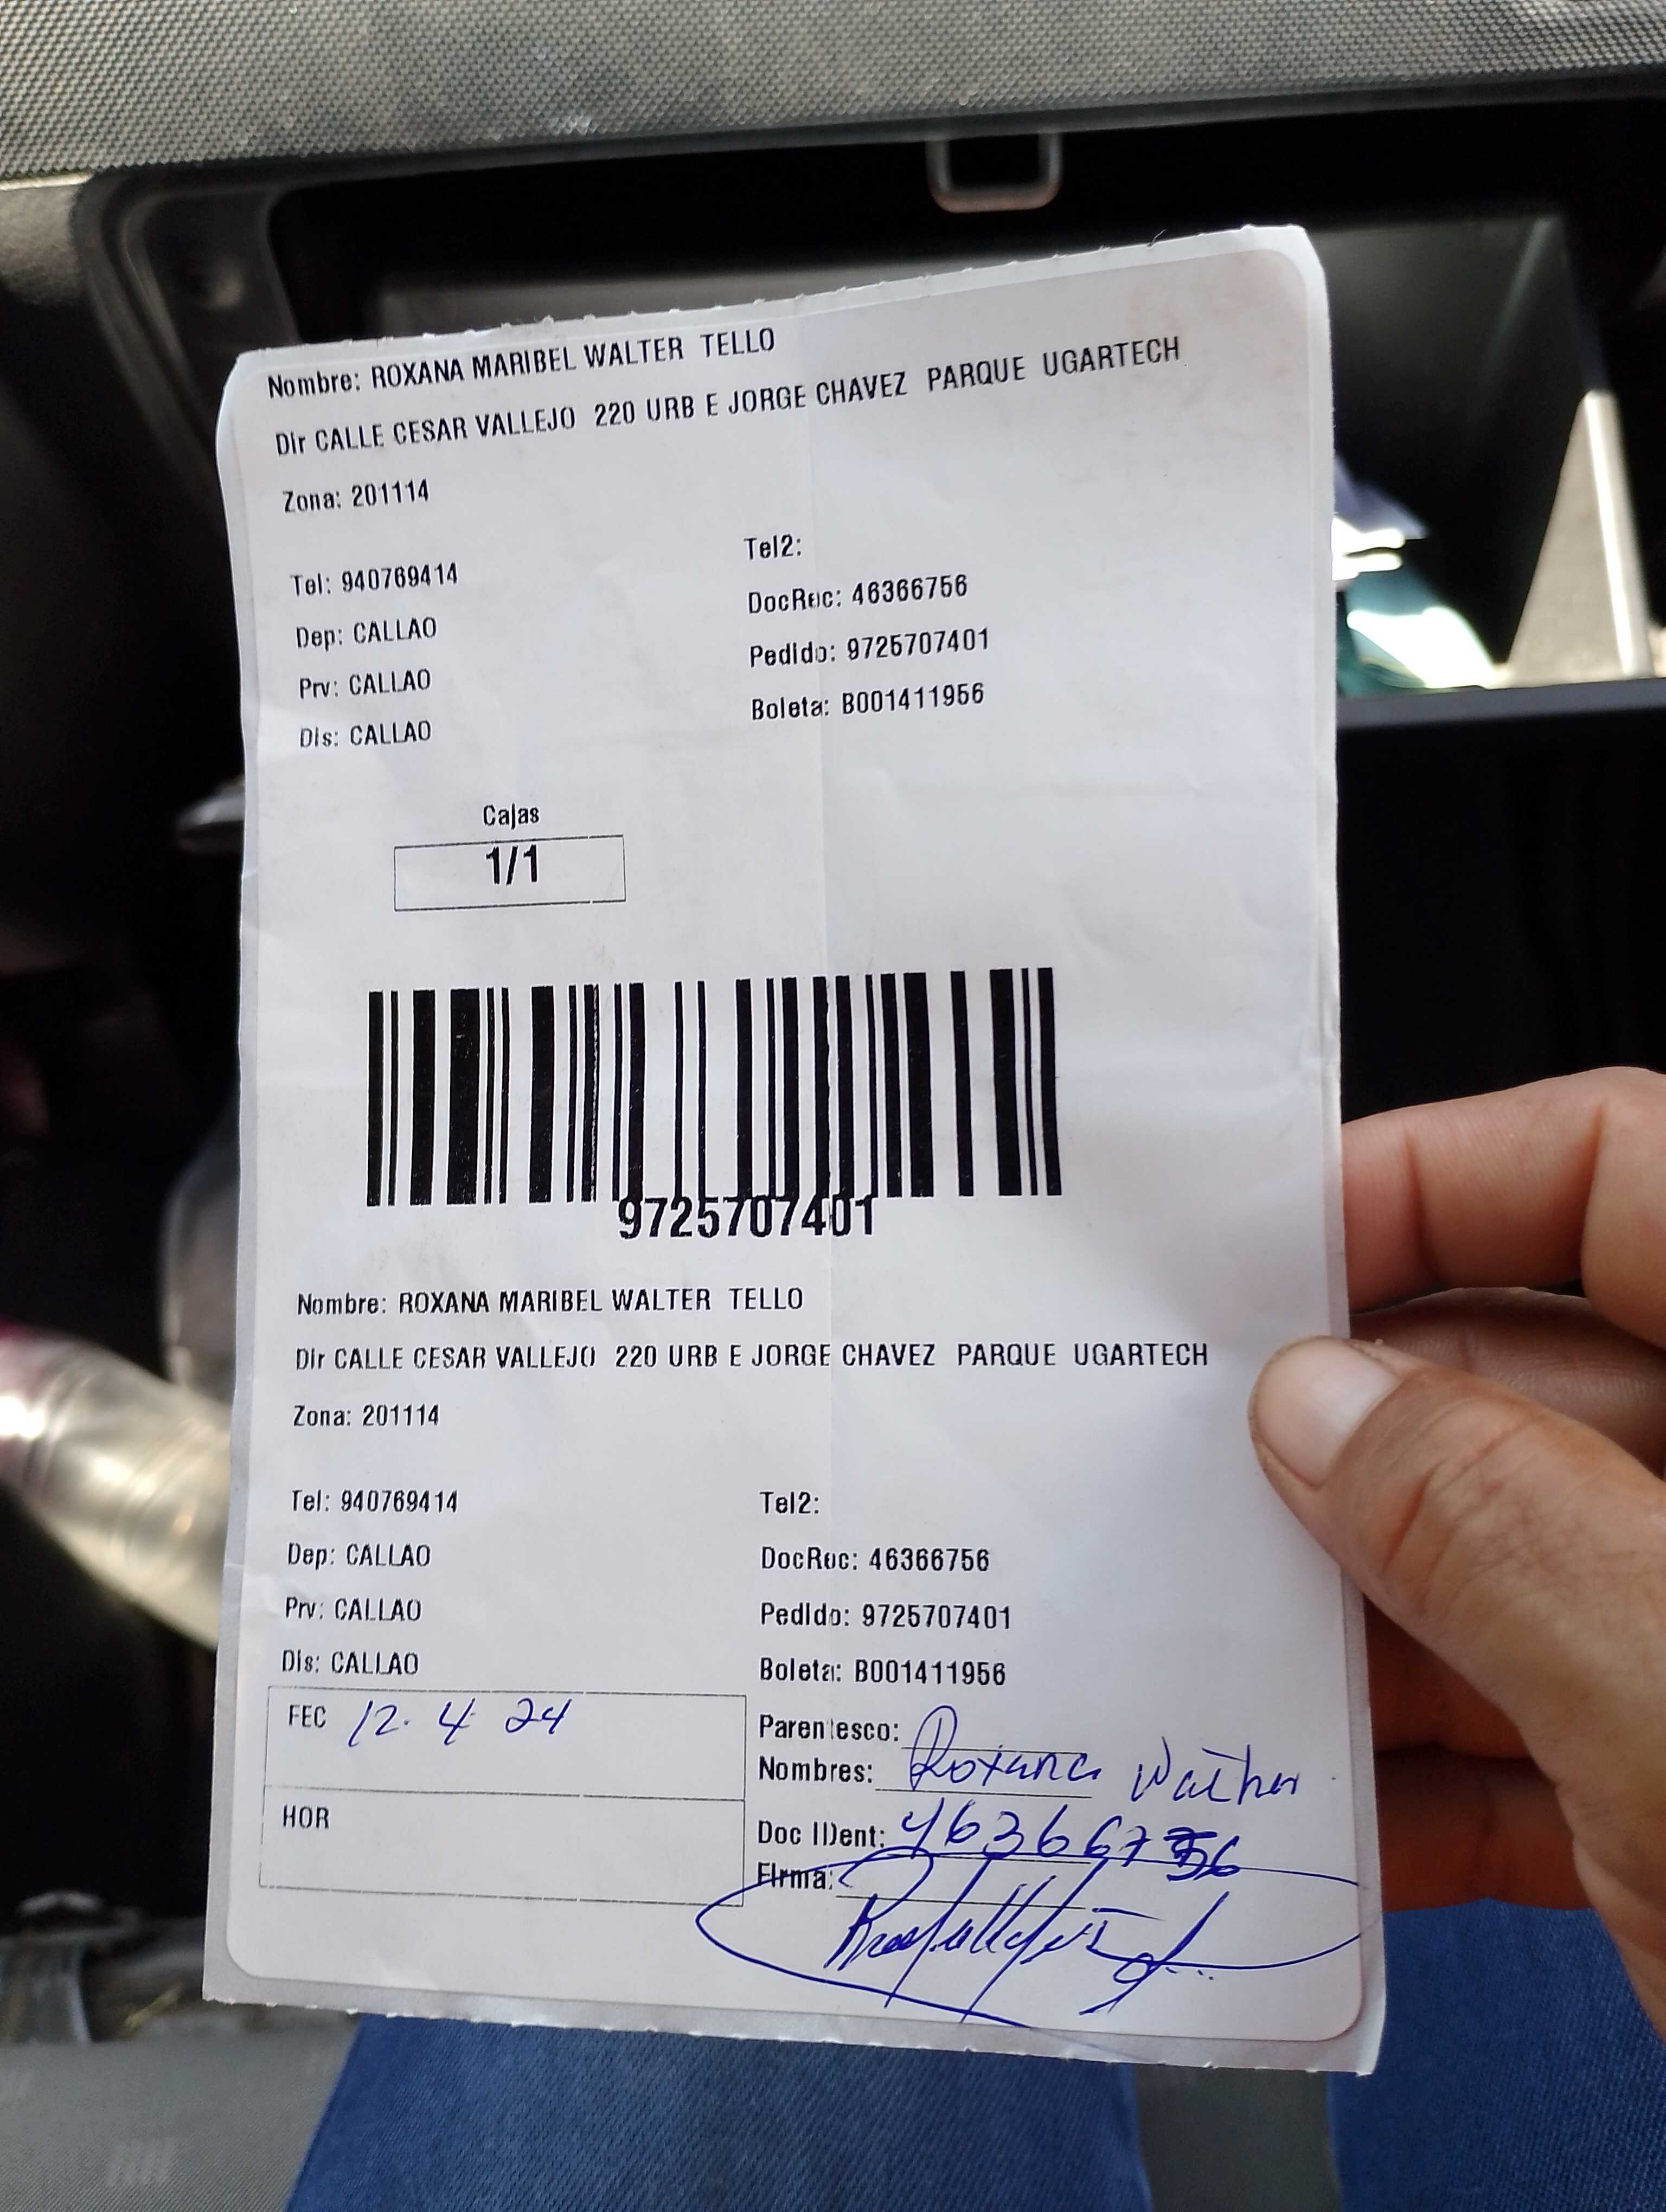 Nombre: ROXANA MARIBEL WALTER TELLO
Dir CALLE CESAR VALLEJO 220 URB E JORGE CHAVEZ PARQUE UGARTECH
Zona: 201114
Tel: 940769414 Tel2:
Dep: CALLAO DocRec: 46366756
Prv: CALLAO Pedido: 9725707401
Dis: CALLAO Boleta: B001411956
Cajas
1/1
9725707401
Nombre: ROXANA MARIBEL WALTER TELLO
Dir CALLE CESAR VALLEJO 220 URB E JORGE CHAVEZ PARQUE UGARTECH
Zona: 201114
Tel: 940769414 Tel2:
Dep: CALLAO DocRec: 46366756
Prv: CALLAO Pedido: 9725707401
Dis: CALLAO Boleta: B001411956
FEC 12. 4 24
Parentesco:
Nombres: Roxana Walther
HOR
Doc IDent: 46366756
Firma: